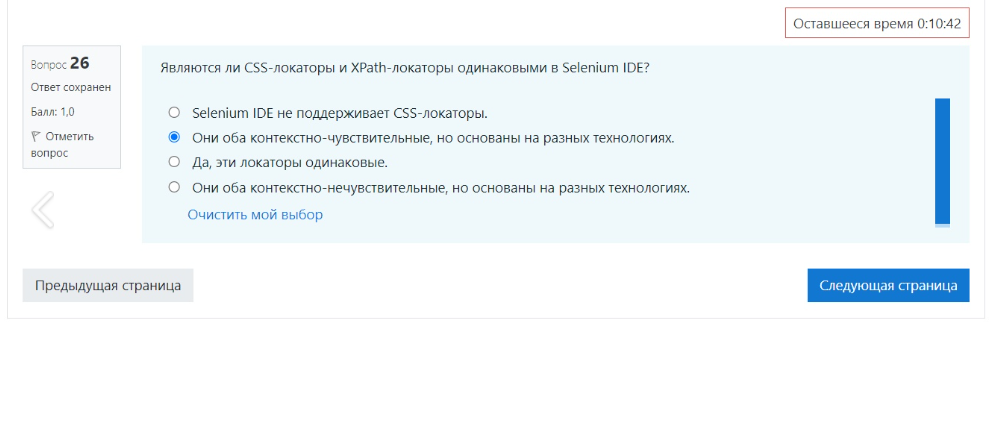 Оставшееся время 0:10:42
Вопрос 26
Ответ сохранен
Балл: 1,0
Отметить
вопрос
Являются ли CSS-локаторы и XPath-локаторы одинаковыми в Selenium IDE?
Selenium IDE не поддерживает CSS-локаторы.
Они оба контекстно-чувствительные, но основаны на разных технологиях.
Да, эти локаторы одинаковые.
Они оба контекстно-нечувствительные, но основаны на разных технологиях.
Очистить мой выбор
Предыдущая страница
Следующая страница